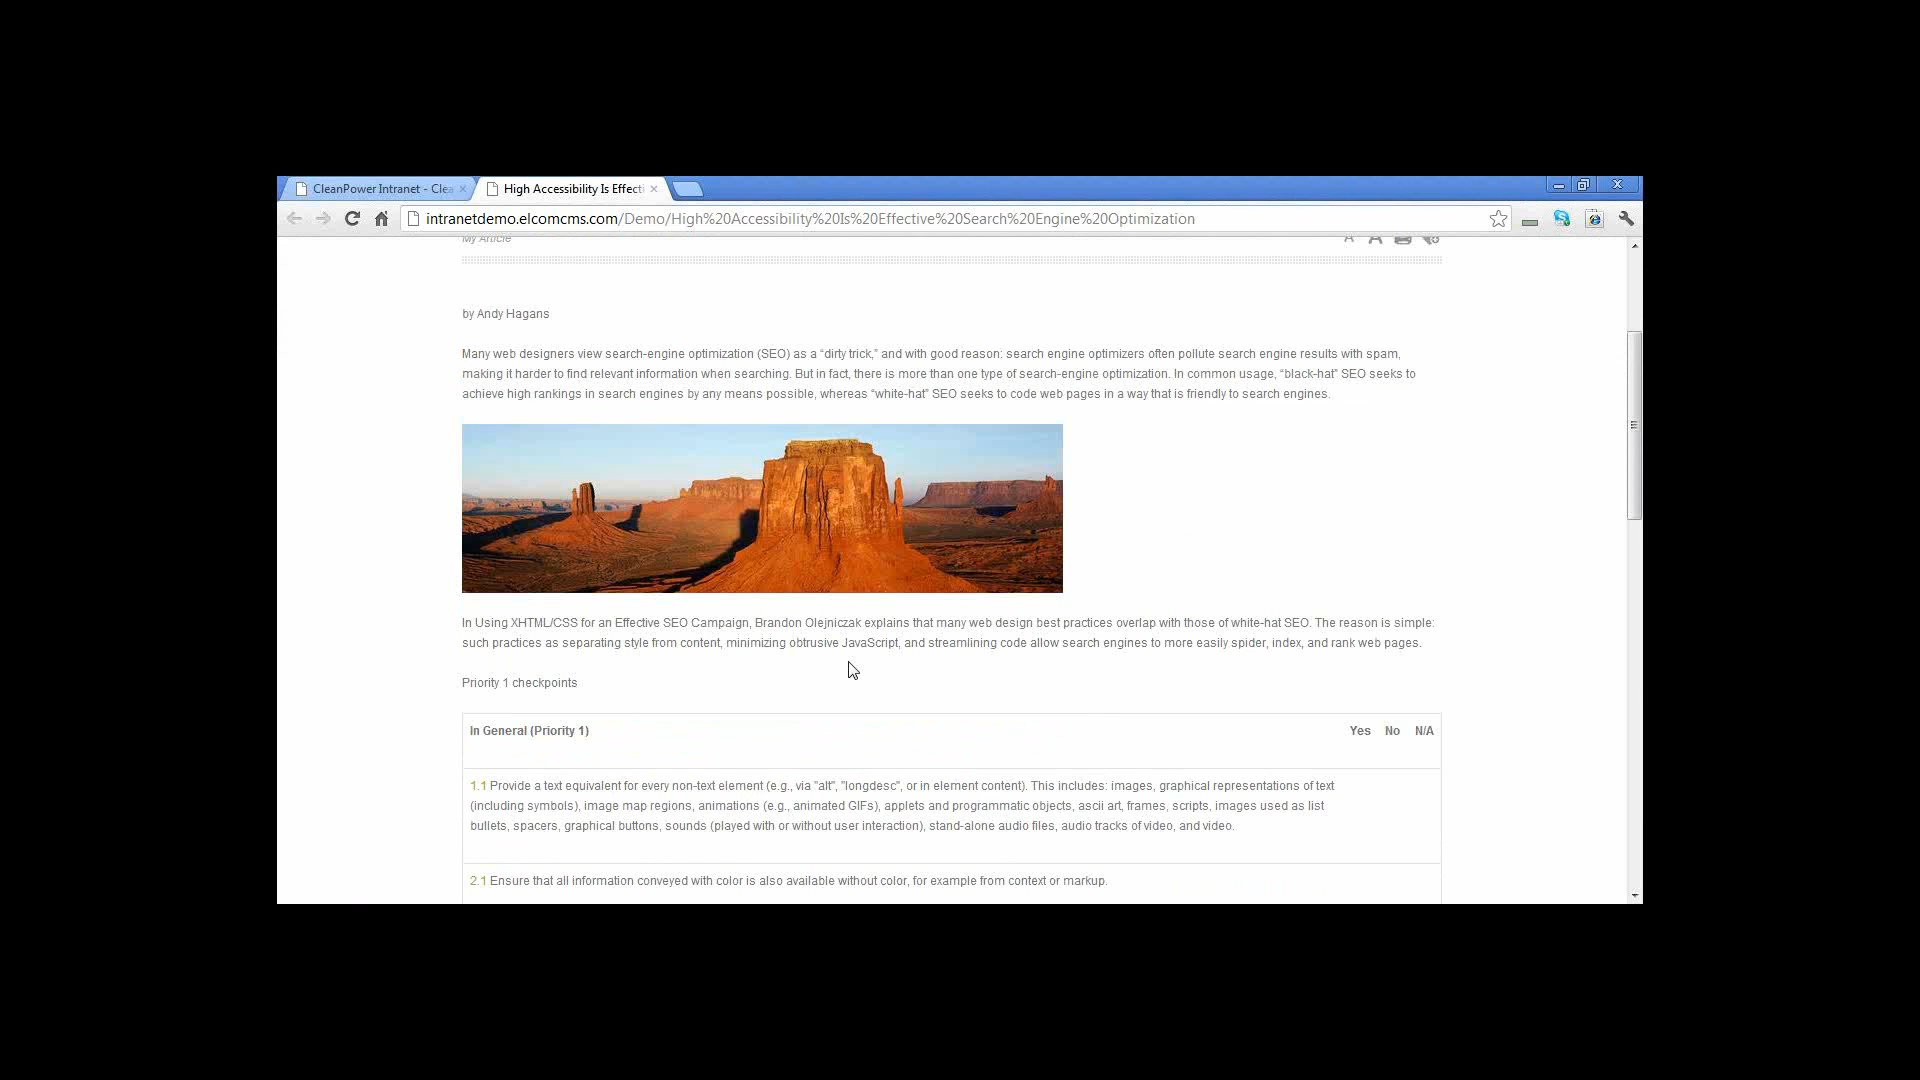 CleanPower Intranet - Clea
High Accessibility Is Effecti
intranetdemo.elcomcms.com/Demo/High%20Accessibility%20Is%20Effective%20Search%20Engine%20Optimization
My Article
by Andy Hagans
Many web designers view search-engine optimization (SEO) as a “dirty trick,” and with good reason: search engine optimizers often pollute search engine results with spam,
making it harder to find relevant information when searching. But in fact, there is more than one type of search-engine optimization. In common usage, “black-hat” SEO seeks to
achieve high rankings in search engines by any means possible, whereas “white-hat” SEO seeks to code web pages in a way that is friendly to search engines.
In Using XHTML/CSS for an Effective SEO Campaign, Brandon Olejniczak explains that many web design best practices overlap with those of white-hat SEO. The reason is simple:
such practices as separating style from content, minimizing obtrusive JavaScript, and streamlining code allow search engines to more easily spider, index, and rank web pages.
Priority 1 checkpoints
In General (Priority 1) Yes No N/A
1.1 Provide a text equivalent for every non-text element (e.g., via "alt", "longdesc", or in element content). This includes: images, graphical representations of text
(including symbols), image map regions, animations (e.g., animated GIFs), applets and programmatic objects, ascii art, frames, scripts, images used as list
bullets, spacers, graphical buttons, sounds (played with or without user interaction), stand-alone audio files, audio tracks of video, and video.
2.1 Ensure that all information conveyed with color is also available without color, for example from context or markup.